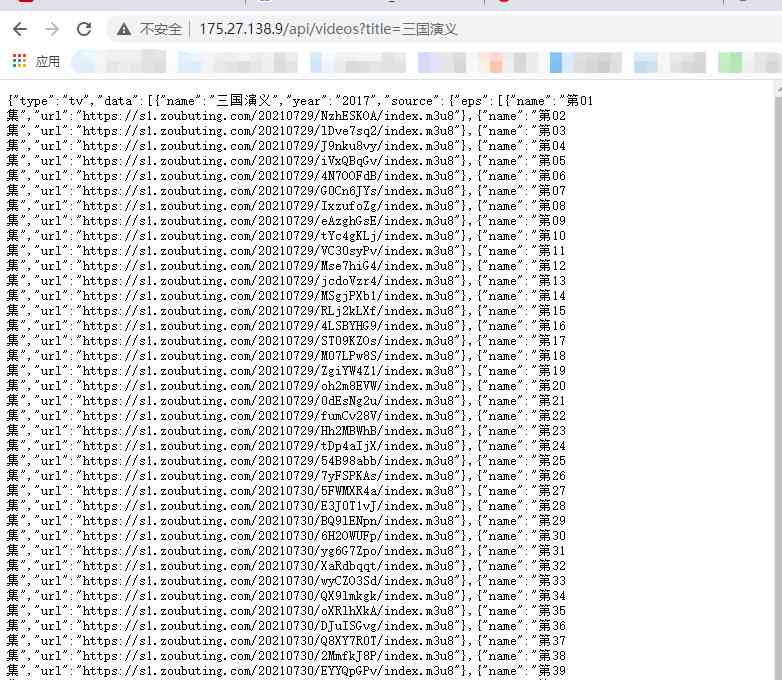 不安全 | 175.27.138.9/api/videos?title=三国演义
应用
{"type":"tv","data":[{"name":"三国演义","year":"2017","source":{"eps":[{"name":"第01
集","url":"https://s1.zoubuting.com/20210729/NzhESKOA/index.m3u8"},{"name":"第02
集","url":"https://s1.zoubuting.com/20210729/lDve7sq2/index.m3u8"},{"name":"第03
集","url":"https://s1.zoubuting.com/20210729/J9nku8vy/index.m3u8"},{"name":"第04
集","url":"https://s1.zoubuting.com/20210729/iVxQBqGv/index.m3u8"},{"name":"第05
集","url":"https://s1.zoubuting.com/20210729/4N7OOFdB/index.m3u8"},{"name":"第06
集","url":"https://s1.zoubuting.com/20210729/G0Cn6JYs/index.m3u8"},{"name":"第07
集","url":"https://s1.zoubuting.com/20210729/IxzufoZg/index.m3u8"},{"name":"第08
集","url":"https://s1.zoubuting.com/20210729/eAzghGsE/index.m3u8"},{"name":"第09
集","url":"https://s1.zoubuting.com/20210729/tYc4gKLj/index.m3u8"},{"name":"第10
集","url":"https://s1.zoubuting.com/20210729/VC30syPv/index.m3u8"},{"name":"第11
集","url":"https://s1.zoubuting.com/20210729/Mse7hiG4/index.m3u8"},{"name":"第12
集","url":"https://s1.zoubuting.com/20210729/jcdoVzr4/index.m3u8"},{"name":"第13
集","url":"https://s1.zoubuting.com/20210729/MSgjPXb1/index.m3u8"},{"name":"第14
集","url":"https://s1.zoubuting.com/20210729/RLj2kLXf/index.m3u8"},{"name":"第15
集","url":"https://s1.zoubuting.com/20210729/4LSBYHG9/index.m3u8"},{"name":"第16
集","url":"https://s1.zoubuting.com/20210729/ST09KZOs/index.m3u8"},{"name":"第17
集","url":"https://s1.zoubuting.com/20210729/M07LPw8S/index.m3u8"},{"name":"第18
集","url":"https://s1.zoubuting.com/20210729/ZgiYW4Z1/index.m3u8"},{"name":"第19
集","url":"https://s1.zoubuting.com/20210729/oh2m8EVW/index.m3u8"},{"name":"第20
集","url":"https://s1.zoubuting.com/20210729/0dEsNg2u/index.m3u8"},{"name":"第21
集","url":"https://s1.zoubuting.com/20210729/fumCv28V/index.m3u8"},{"name":"第22
集","url":"https://s1.zoubuting.com/20210729/Hh2MBWhB/index.m3u8"},{"name":"第23
集","url":"https://s1.zoubuting.com/20210729/tDp4aIjX/index.m3u8"},{"name":"第24
集","url":"https://s1.zoubuting.com/20210729/54B98abb/index.m3u8"},{"name":"第25
集","url":"https://s1.zoubuting.com/20210729/7yFSPKAs/index.m3u8"},{"name":"第26
集","url":"https://s1.zoubuting.com/20210730/5FWMXR4a/index.m3u8"},{"name":"第27
集","url":"https://s1.zoubuting.com/20210730/E3J0T1vJ/index.m3u8"},{"name":"第28
集","url":"https://s1.zoubuting.com/20210730/BQ9lENpn/index.m3u8"},{"name":"第29
集","url":"https://s1.zoubuting.com/20210730/6H2OWUFp/index.m3u8"},{"name":"第30
集","url":"https://s1.zoubuting.com/20210730/yg6G7Zpo/index.m3u8"},{"name":"第31
集","url":"https://s1.zoubuting.com/20210730/XaRdbqqt/index.m3u8"},{"name":"第32
集","url":"https://s1.zoubuting.com/20210730/wyCZ03Sd/index.m3u8"},{"name":"第33
集","url":"https://s1.zoubuting.com/20210730/QX9lmkgk/index.m3u8"},{"name":"第34
集","url":"https://s1.zoubuting.com/20210730/oXRlhXkA/index.m3u8"},{"name":"第35
集","url":"https://s1.zoubuting.com/20210730/DJuISGvg/index.m3u8"},{"name":"第36
集","url":"https://s1.zoubuting.com/20210730/Q8XY7R0T/index.m3u8"},{"name":"第37
集","url":"https://s1.zoubuting.com/20210730/2MmfkJ8P/index.m3u8"},{"name":"第38
集","url":"https://s1.zoubuting.com/20210730/EYYQpGPv/index.m3u8"},{"name":"第39